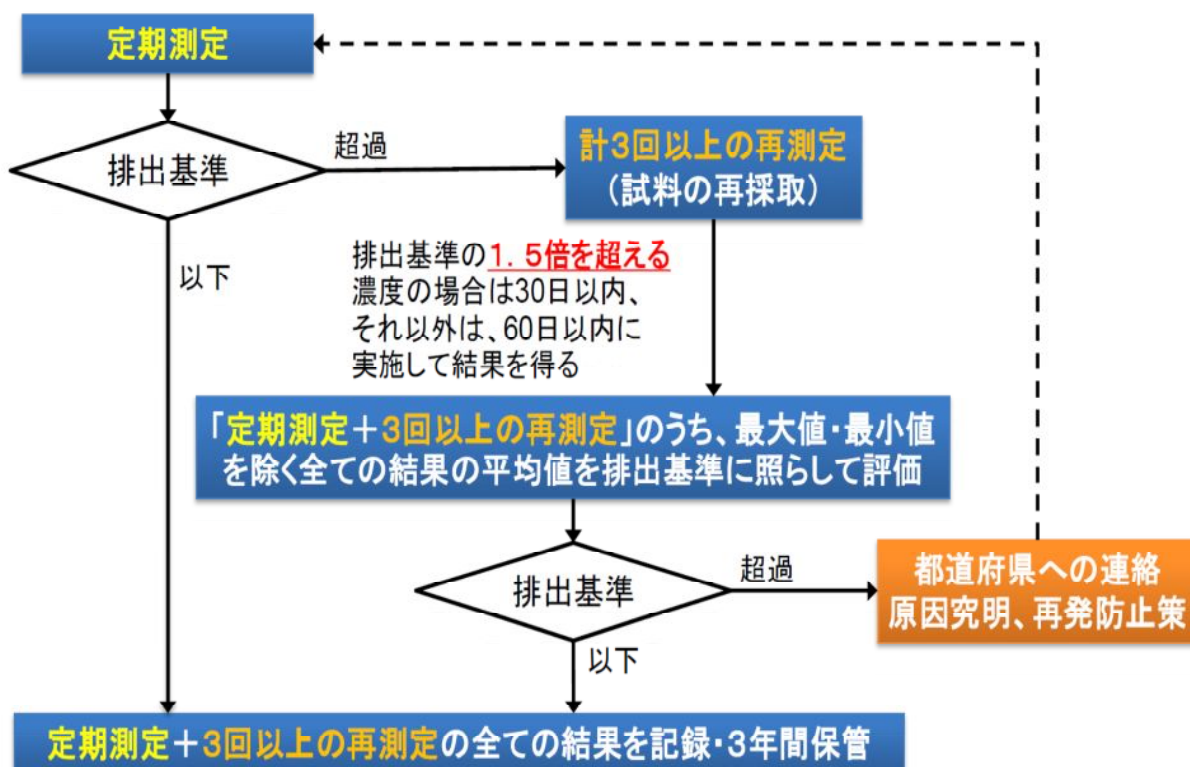 定期測定
排出基準
超過
計3回以上の再測定
(試料の再採取)
以下
排出基準の1．5倍を超える
濃度の場合は30日以内、
それ以外は、60日以内に
実施して結果を得る
「定期測定＋3回以上の再測定」のうち、最大値・最小値
を除く全ての結果の平均値を排出基準に照らして評価
排出基準
超過
都道府県への連絡
原因究明、再発防止策
以下
定期測定＋3回以上の再測定の全ての結果を記録・3年間保管